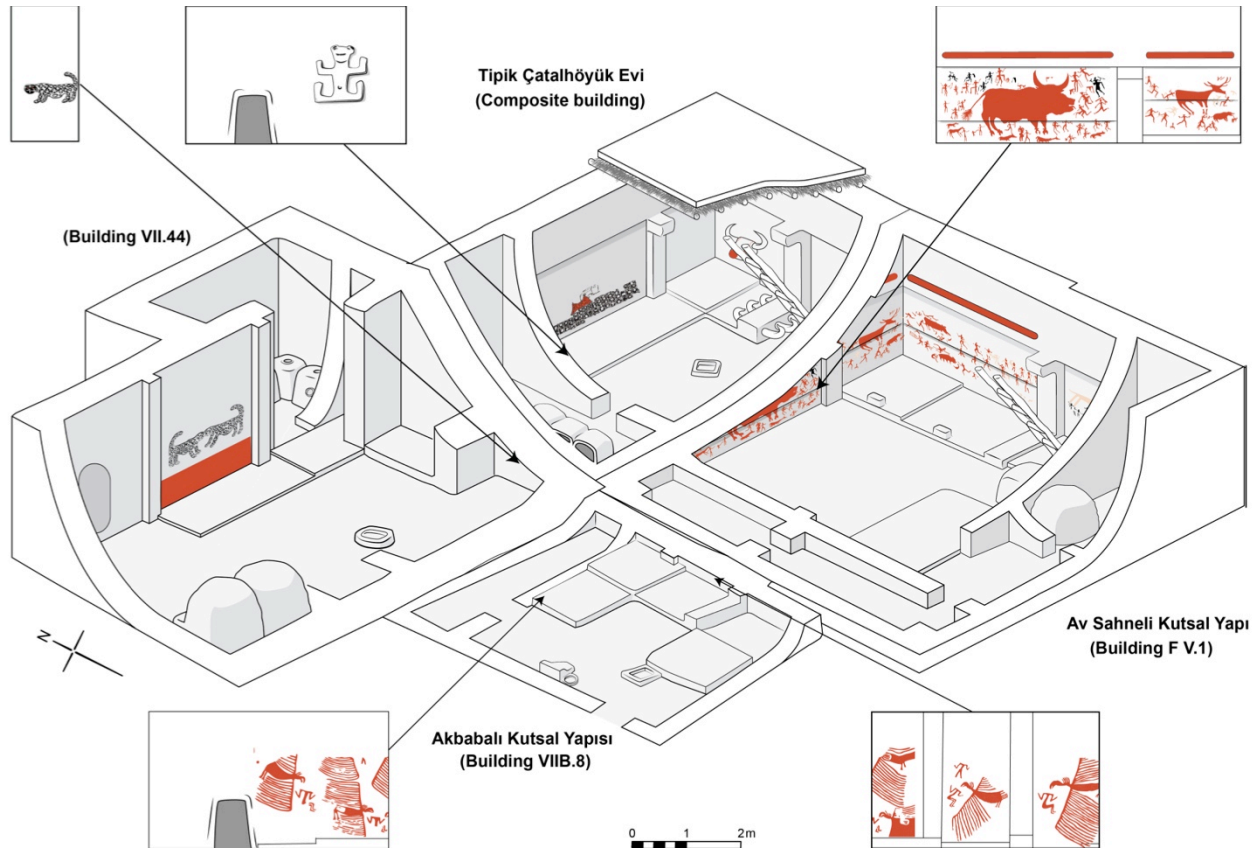 Tipik Çatalhöyük Evi
(Composite building)
(Building VII.44)
Av Sahneli Kutsal Yapı
(Building F V.1)
N
Akbabalı Kutsal Yapısı
(Building VIIB.8)
0 1 2m